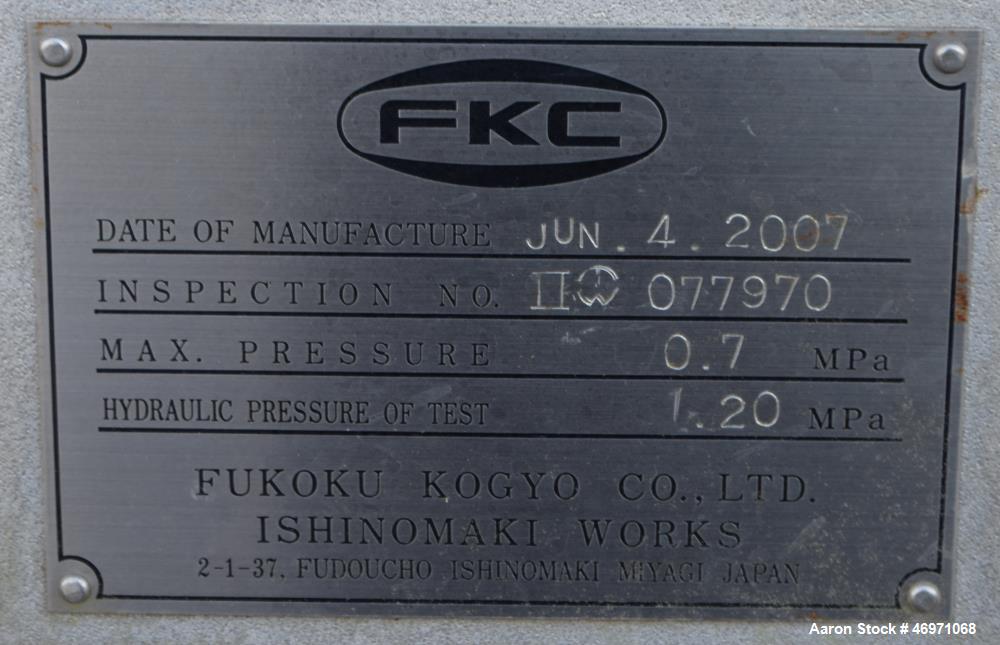 FKC
DATE OF MANUFACTURE JUN. 4. 2007
INSPECTION NO. II W 077970
MAX. PRESSURE 0.7 MPa
HYDRAULIC PRESSURE OF TEST 1.20 MPa
FUKOKU KOGYO CO., LTD.
ISHINOMAKI WORKS
2-1-37, FUDOUCHO ISHINOMAKI MIYAGI JAPAN
Aaron Stock # 46971068